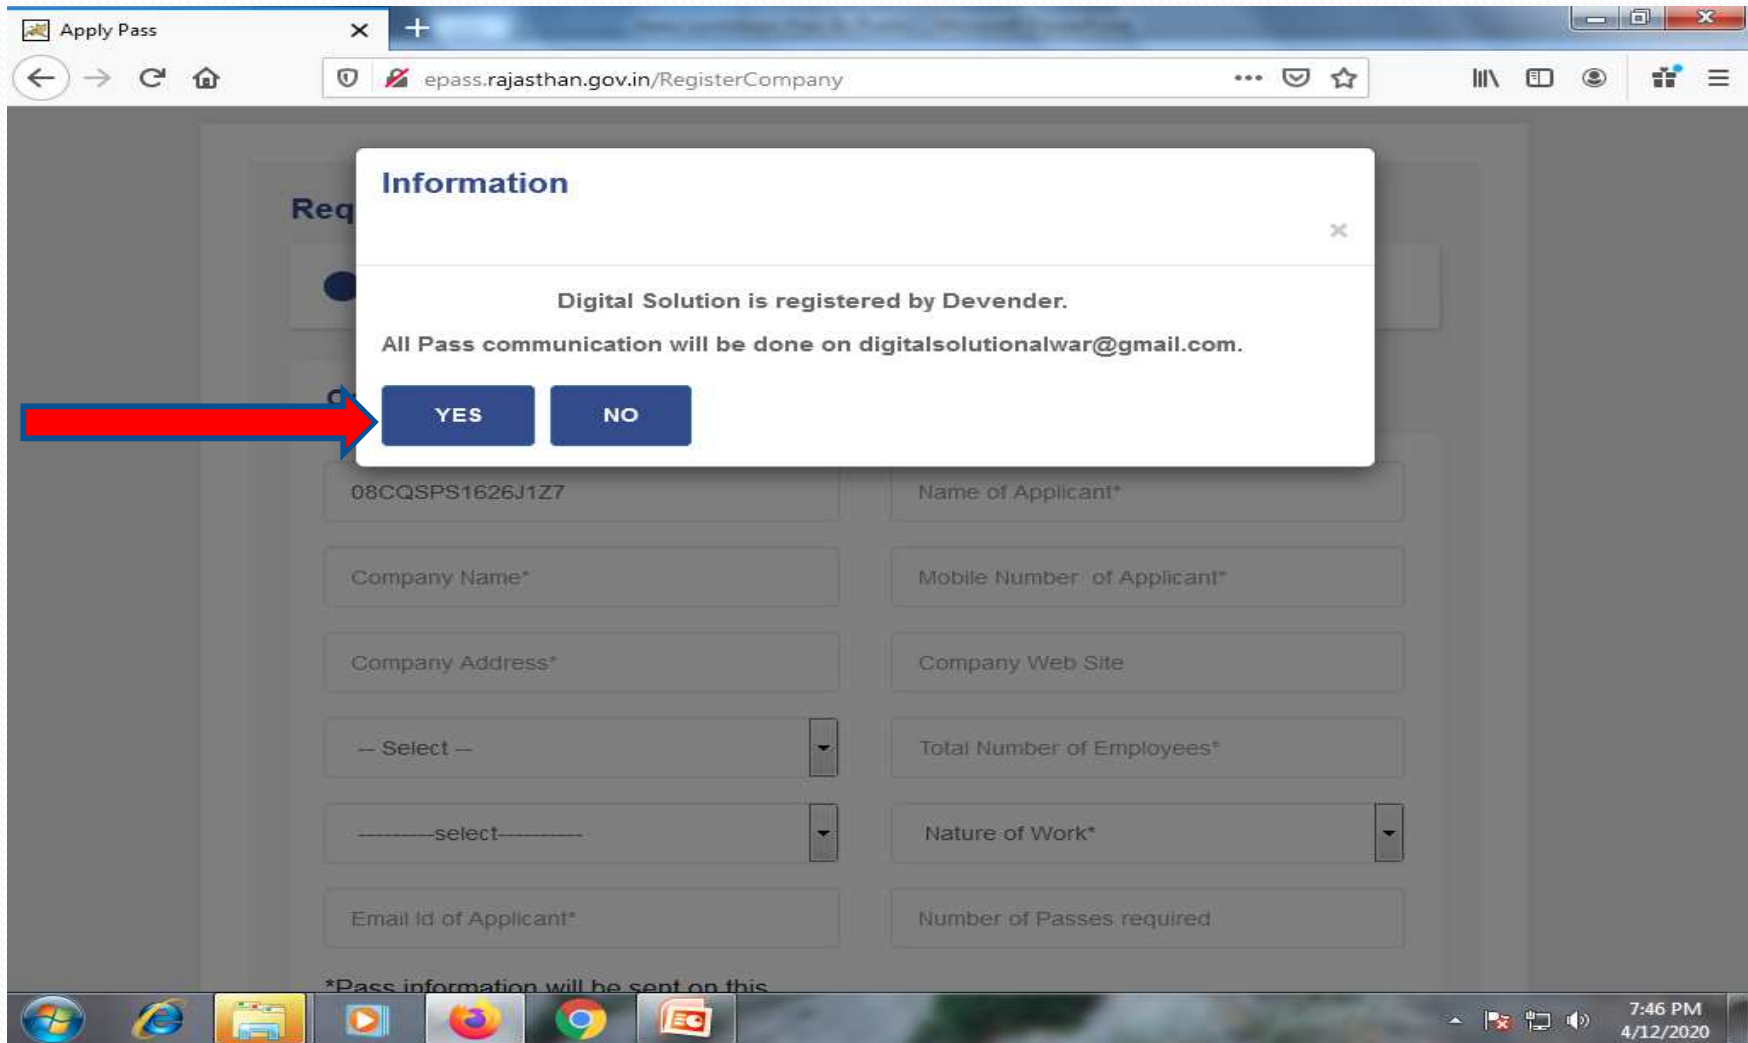 Apply Pass
epass.rajasthan.gov.in/RegisterCompany
Information
Req
Digital Solution is registered by Devender.
All Pass communication will be done on digitalsolutionalwar@gmail.com.
YES NO
08CQSPS1626J1Z7 Name of Applicant*
Company Name* Mobile Number of Applicant*
Company Address* Company Web Site
-- Select -- Total Number of Employees*
---------select---------- Nature of Work*
Email Id of Applicant* Number of Passes required
*Pass information will be sent on this
7:46 PM
4/12/2020